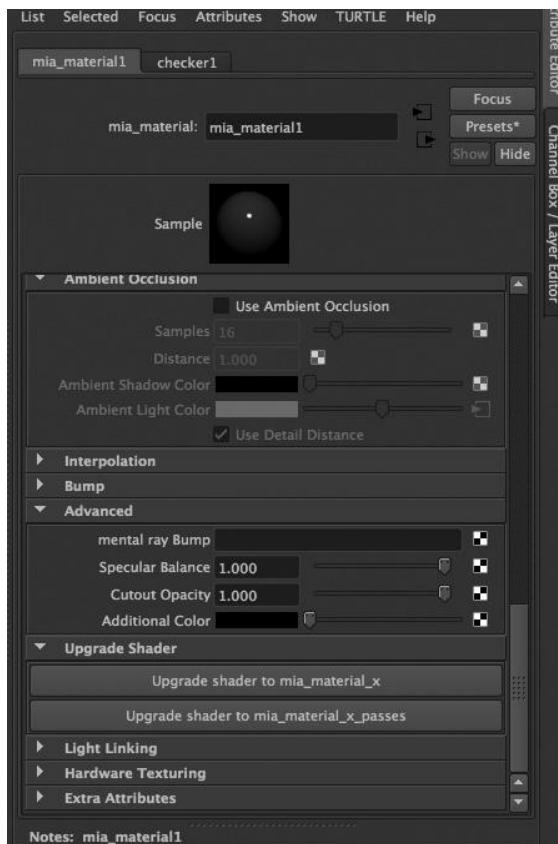 List Selected Focus Attributes Show TURTLE Help
mia_material1 checker1
Focus
mia_material: mia_material1
Presets*
Show Hide
Sample
Ambient Occlusion
Use Ambient Occlusion
Samples 16
Distance 1.000
Ambient Shadow Color
Ambient Light Color
Use Detail Distance
Interpolation
Bump
Advanced
mental ray Bump
Specular Balance 1.000
Cutout Opacity 1.000
Additional Color
Upgrade Shader
Upgrade shader to mia_material_x
Upgrade shader to mia_material_x_passes
Light Linking
Hardware Texturing
Extra Attributes
Notes: mia_material1
Editor
Channel Box / Layer Editor